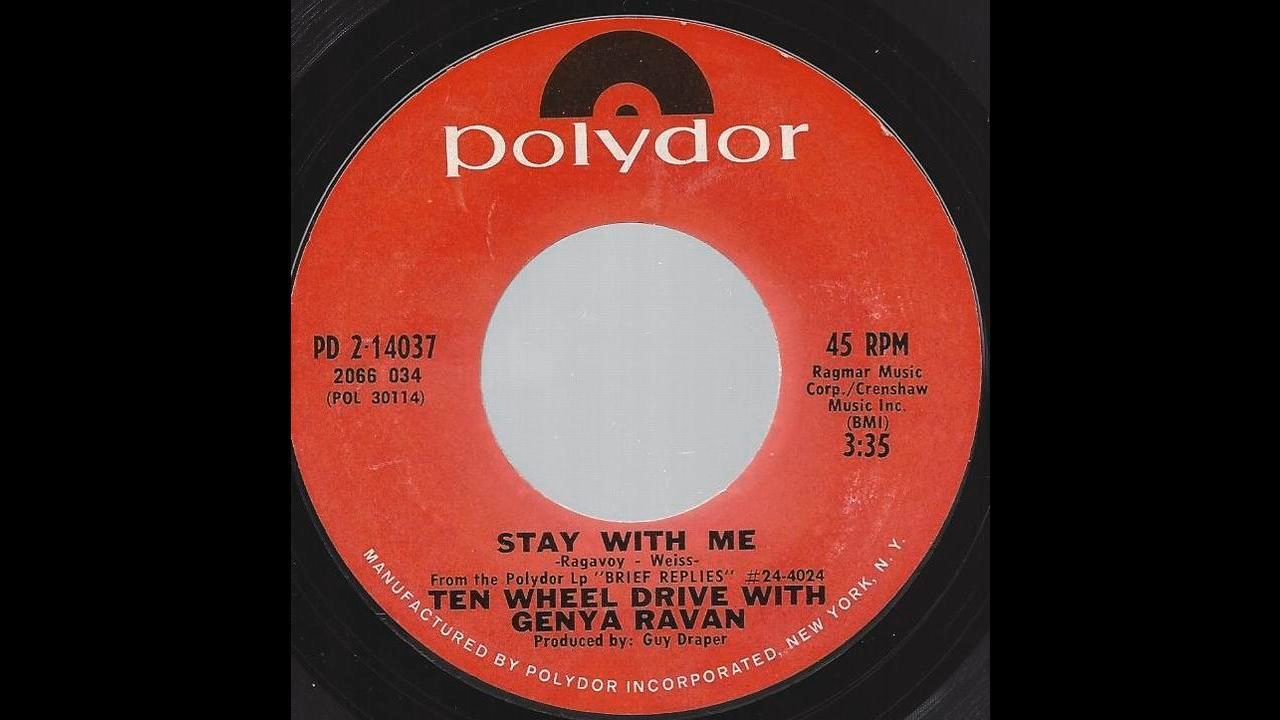 polydor
PD 2-14037
2066 034
(POL 30114)
45 RPM
Ragmar Music
Corp./Crenshaw
Music Inc.
(BMI)
3:35
STAY WITH ME
-Ragavoy - Weiss-
From the Polydor Lp "BRIEF REPLIES" #24-4024
TEN WHEEL DRIVE WITH
GENYA RAVAN
Produced by: Guy Draper
MANUFACTURED BY POLYDOR INCORPORATED, NEW YORK, N.Y.